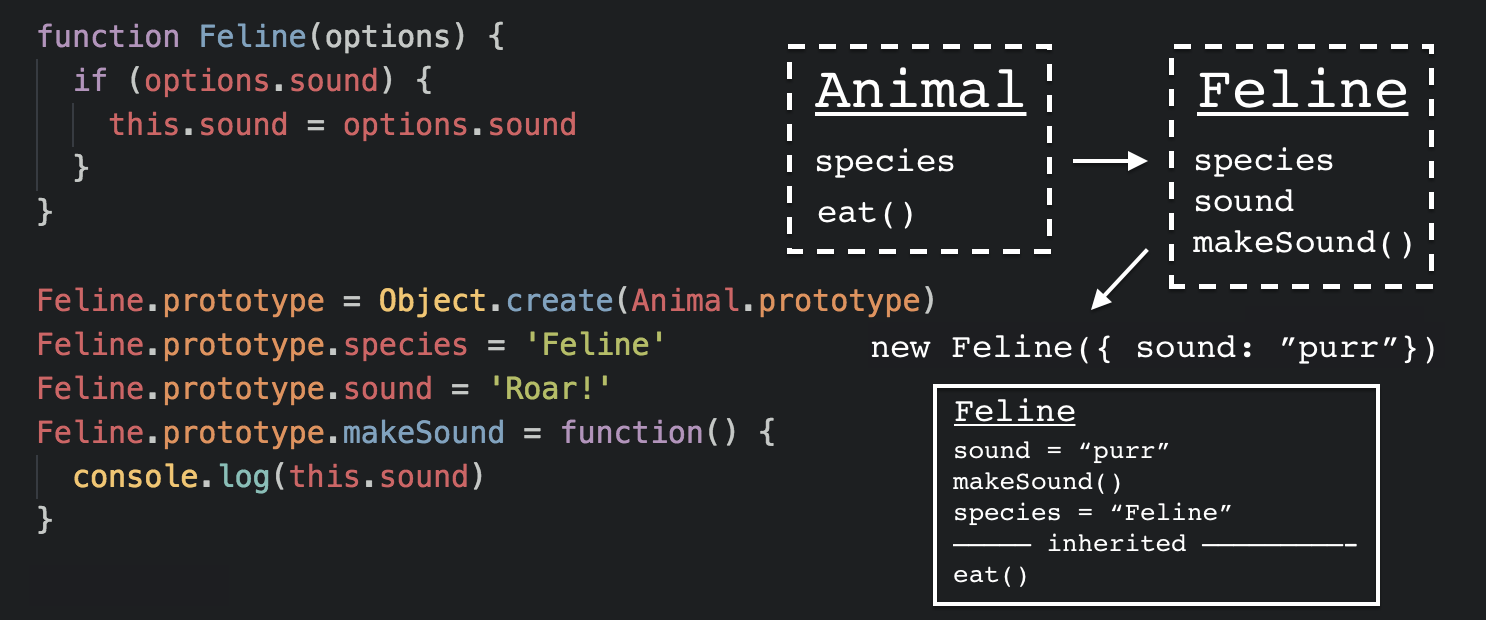 function Feline(options) {
  if (options.sound) {
    this.sound = options.sound
  }
}
Feline.prototype = Object.create(Animal.prototype)
Feline.prototype.species = 'Feline'
Feline.prototype.sound = 'Roar!'
Feline.prototype.makeSound = function() {
  console.log(this.sound)
}
Animal
species
eat()
Feline
species
sound
makeSound()
new Feline({ sound: ”purr”})
Feline
sound = “purr”
makeSound()
species = “Feline”
————— inherited —————————–
eat()